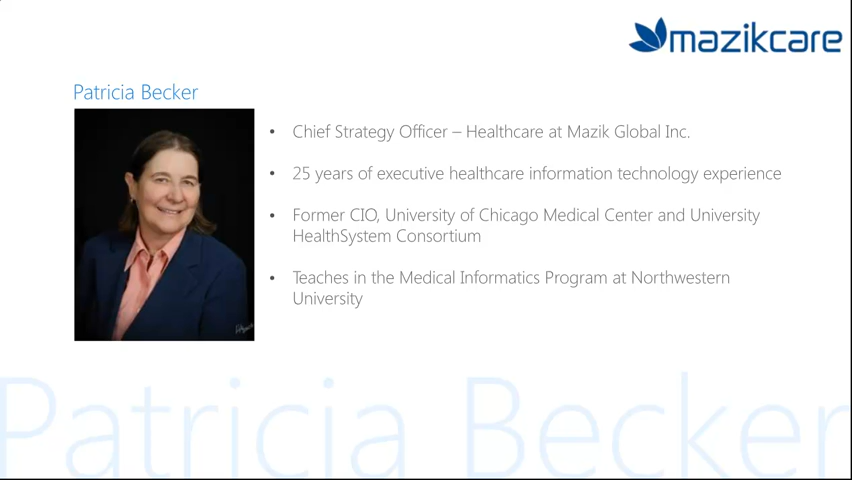 mazikcare
Patricia Becker
• Chief Strategy Officer – Healthcare at Mazik Global Inc.
• 25 years of executive healthcare information technology experience
• Former CIO, University of Chicago Medical Center and University
HealthSystem Consortium
• Teaches in the Medical Informatics Program at Northwestern
University
Patricia Becker